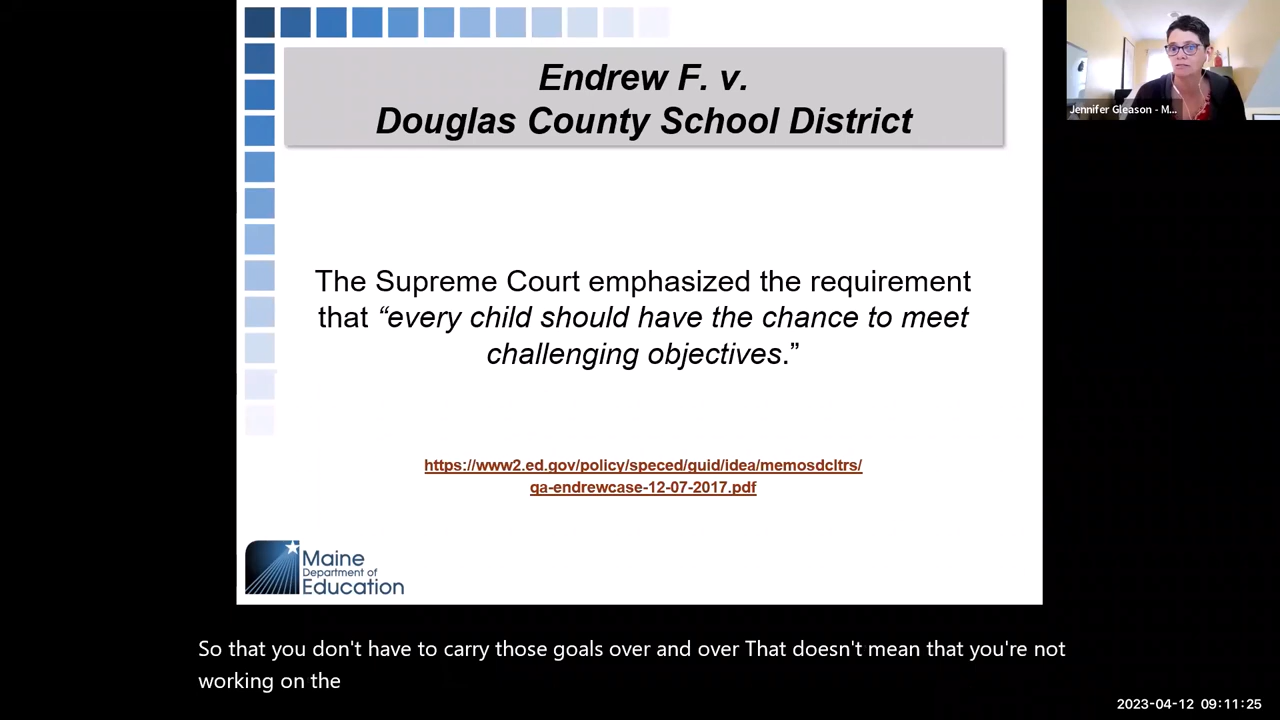 Endrew F. v.
Douglas County School District
Jennifer Gleason - M...
The Supreme Court emphasized the requirement
that “every child should have the chance to meet
challenging objectives.”
https://www2.ed.gov/policy/speced/guid/idea/memosdcltrs/
qa-endrewcase-12-07-2017.pdf
Maine
Department of
Education
So that you don't have to carry those goals over and over That doesn't mean that you're not
working on the
2023-04-12 09:11:25